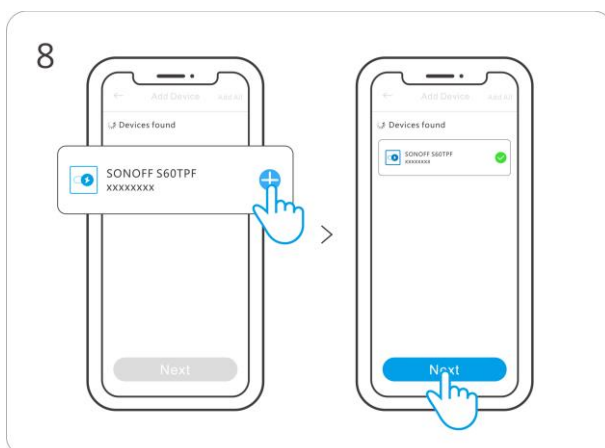 8
← Add Device Add All
Devices found
SONOFF S60TPF
xxxxxxxx
Next
>
← Add Device Add All
Devices found
SONOFF S60TPF
xxxxxxxx
Next